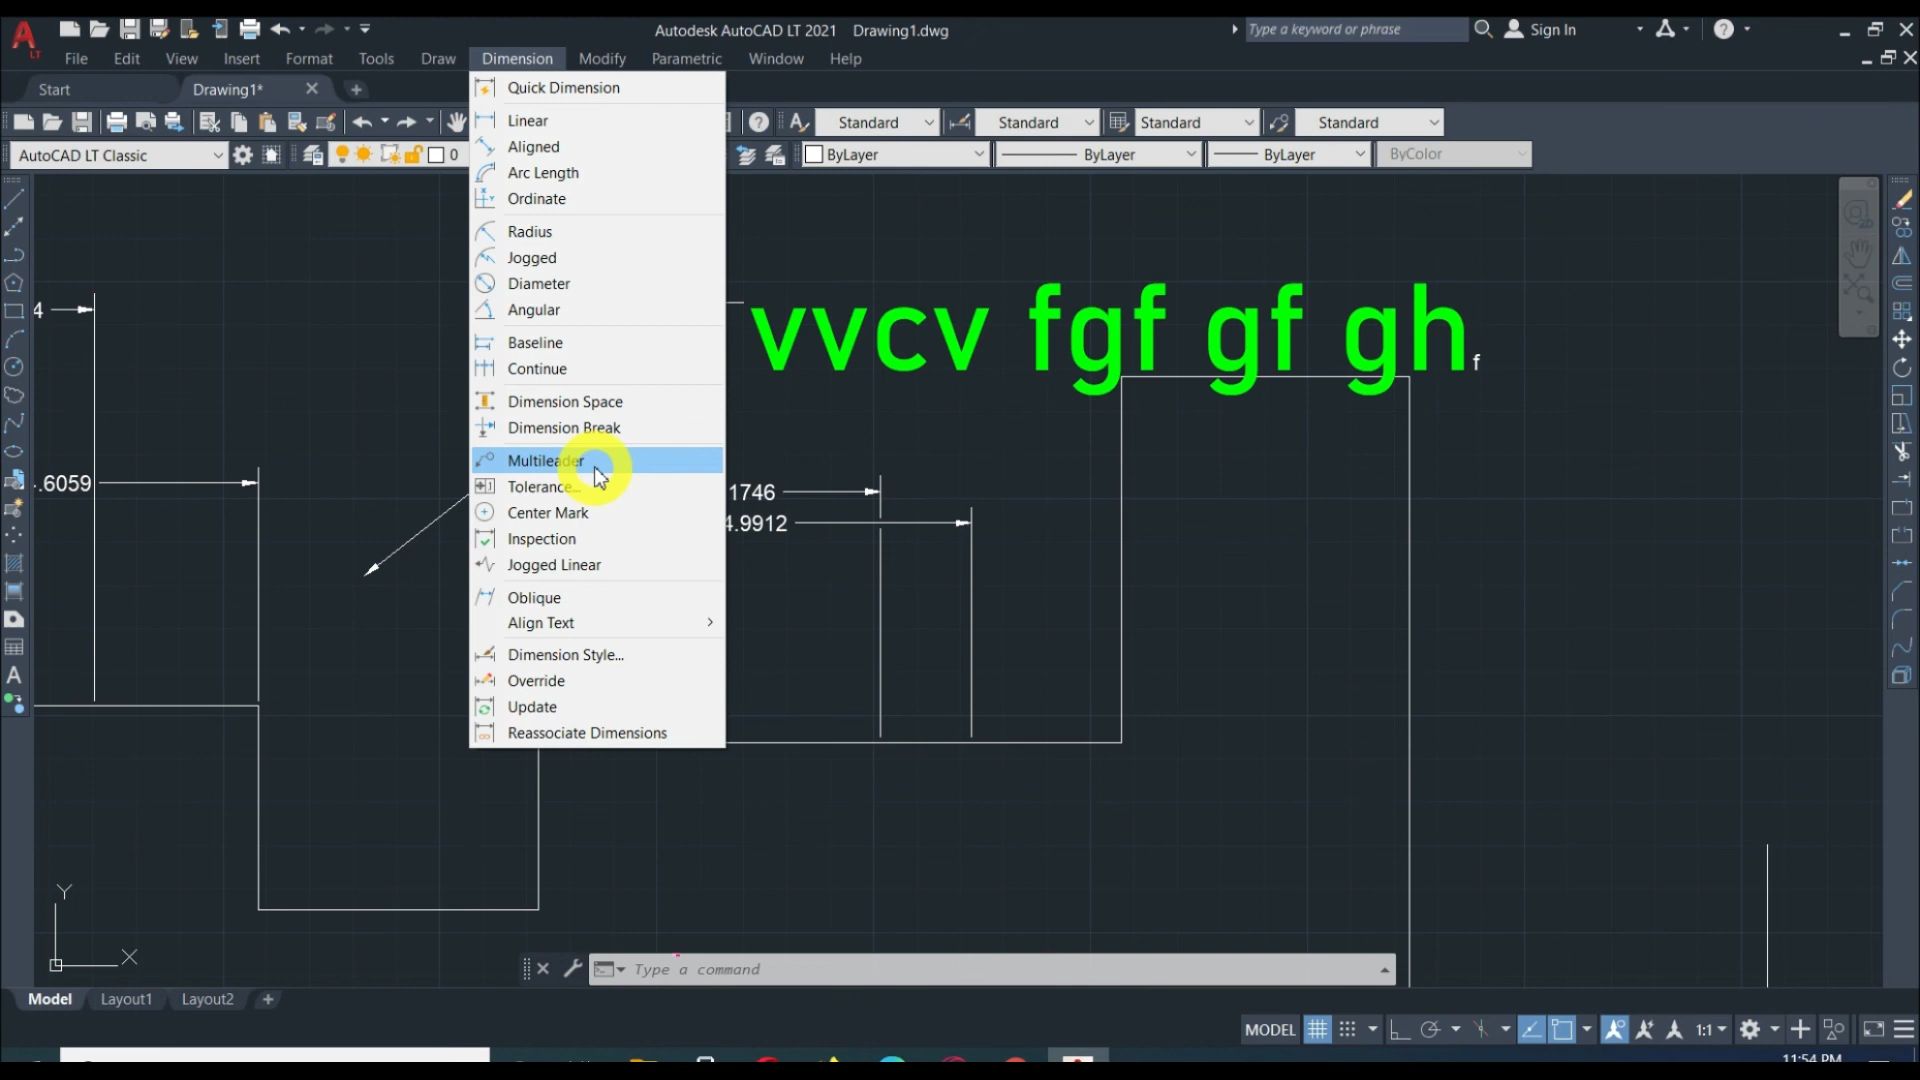 Autodesk AutoCAD LT 2021 Drawing1.dwg
Type a keyword or phrase
Sign In
LT
File Edit View Insert Format Tools Draw Dimension Modify Parametric Window Help
Start Drawing1*
Standard Standard Standard Standard
AutoCAD LT Classic 0 ByLayer ByLayer ByLayer ByColor
Quick Dimension
Linear
Aligned
Arc Length
Ordinate
Radius
Jogged
Diameter
Angular
Baseline
Continue
Dimension Space
Dimension Break
Multileader
Tolerance...
Center Mark
Inspection
Jogged Linear
Oblique
Align Text
Dimension Style...
Override
Update
Reassociate Dimensions
4
vvcv fgf gf gh
f
.6059
1746
4.9912
Y
X
Type a command
Model Layout1 Layout2
MODEL 1:1
11:54 PM